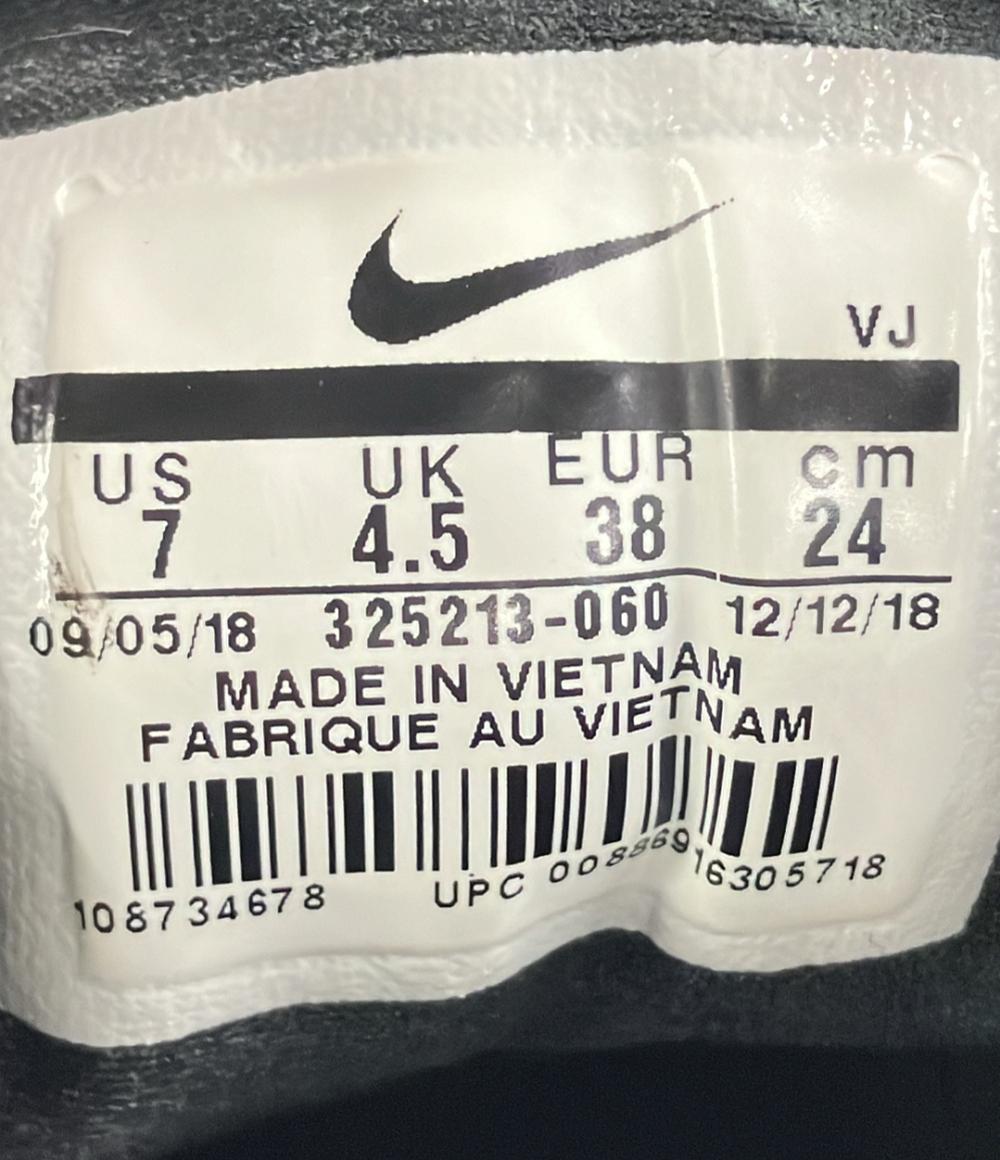 VJ
US UK EUR cm
7 4.5 38 24
09/05/18 325213-060 12/12/18
MADE IN VIETNAM
FABRIQUE AU VIETNAM
108734678 UPC 00886916305718